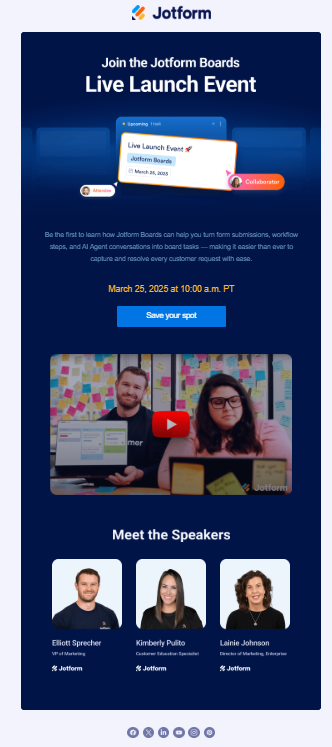 Jotform
Join the Jotform Boards
Live Launch Event
Upcoming
Live Launch Event 🚀
Jotform Boards
March 25, 2025
Attendee
Collaborator
Be the first to learn how Jotform Boards can help you turn form submissions, workflow
steps, and AI Agent conversations into board tasks — making it easier than ever to
capture and resolve every customer request with ease.
March 25, 2025 at 10:00 a.m. PT
Save your spot
Jotform
Meet the Speakers
Elliott Sprecher
VP of Marketing
Jotform
Kimberly Pulito
Customer Education Specialist
Jotform
Lainie Johnson
Director of Marketing, Enterprise
Jotform